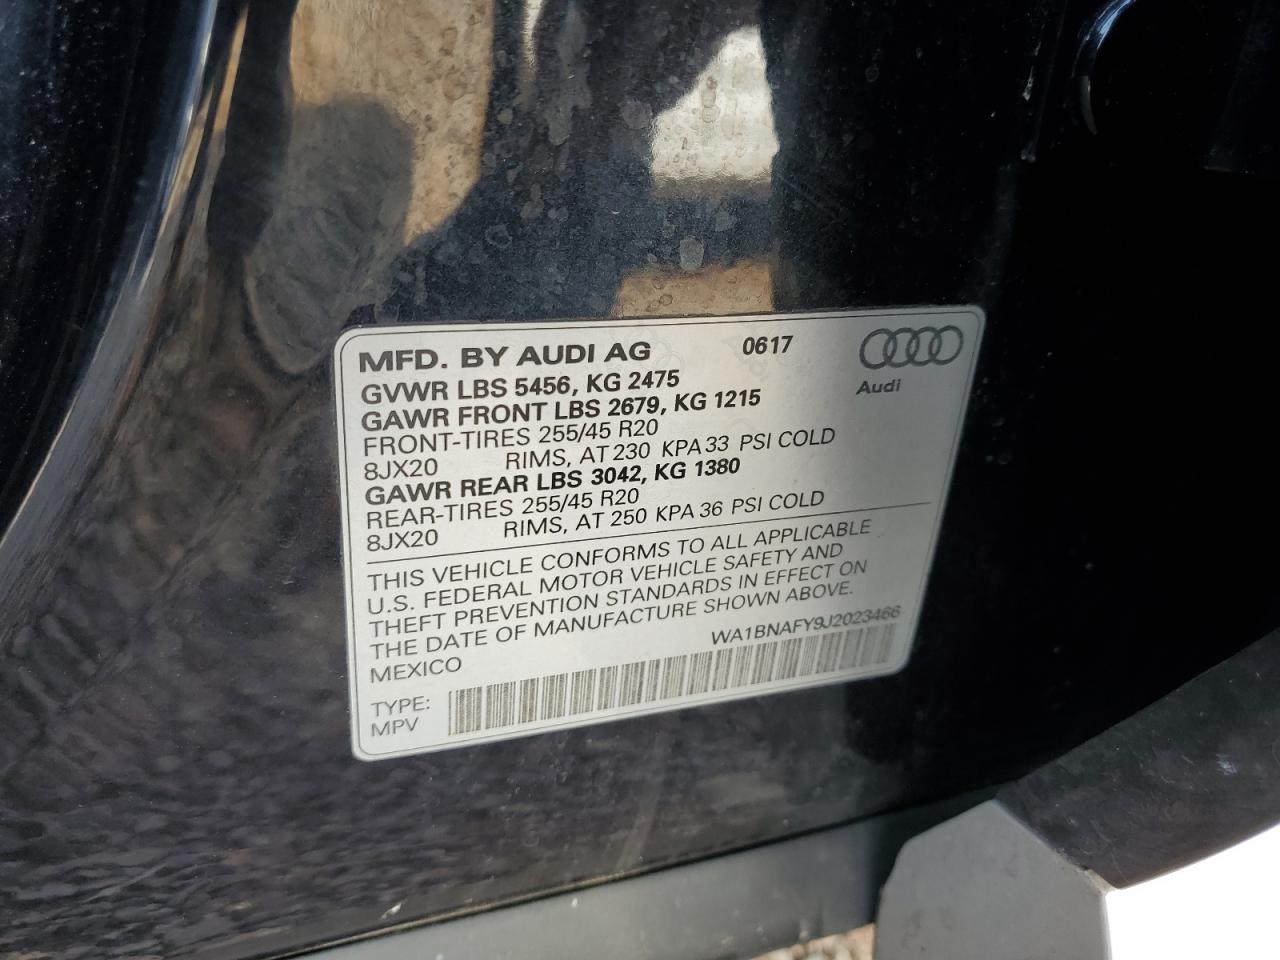 MFD. BY AUDI AG 0617
Audi
GVWR LBS 5456, KG 2475
GAWR FRONT LBS 2679, KG 1215
FRONT-TIRES 255/45 R20
8JX20 RIMS, AT 230 KPA 33 PSI COLD
GAWR REAR LBS 3042, KG 1380
REAR-TIRES 255/45 R20
8JX20 RIMS, AT 250 KPA 36 PSI COLD
THIS VEHICLE CONFORMS TO ALL APPLICABLE
U.S. FEDERAL MOTOR VEHICLE SAFETY AND
THEFT PREVENTION STANDARDS IN EFFECT ON
THE DATE OF MANUFACTURE SHOWN ABOVE.
MEXICO WA1BNAFY9J2023466
TYPE:
MPV